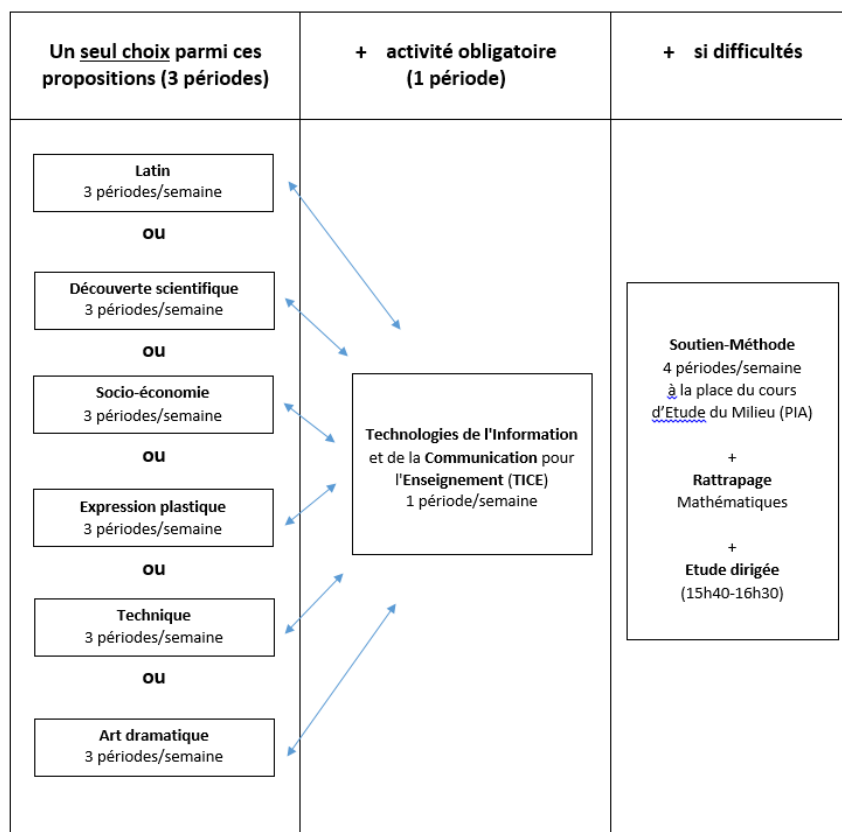 Un seul choix parmi ces
propositions (3 périodes)
+ activité obligatoire
(1 période)
+ si difficultés
Latin
3 périodes/semaine
ou
Découverte scientifique
3 périodes/semaine
ou
Socio-économie
3 périodes/semaine
ou
Expression plastique
3 périodes/semaine
ou
Technique
3 périodes/semaine
ou
Art dramatique
3 périodes/semaine
Technologies de l'Information
et de la Communication pour
l'Enseignement (TICE)
1 période/semaine
Soutien-Méthode
4 périodes/semaine
à la place du cours
d'Etude du Milieu (PIA)
+
Rattrapage
Mathématiques
+
Etude dirigée
(15h40-16h30)